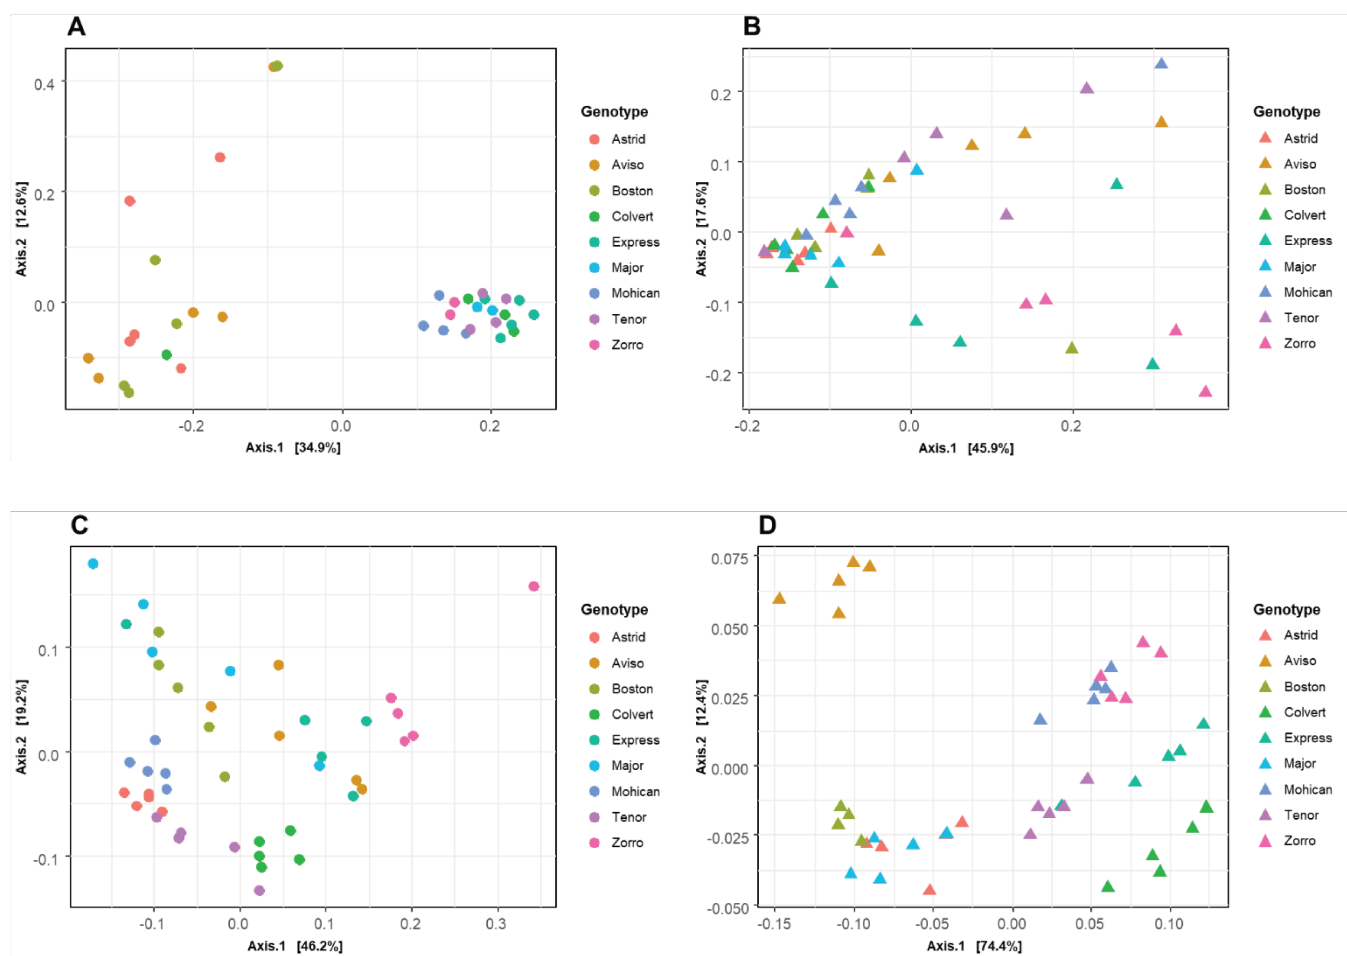 A
0.4
0.2
0.0
Axis.2 [12.6%]
-0.2
0.0
0.2
Axis.1 [34.9%]
Genotype
Astrid
Aviso
Boston
Colvert
Express
Major
Mohican
Tenor
Zorro
B
0.2
0.1
0.0
-0.1
-0.2
Axis.2 [17.6%]
-0.2
0.0
0.2
Axis.1 [45.9%]
Genotype
Astrid
Aviso
Boston
Colvert
Express
Major
Mohican
Tenor
Zorro
C
0.1
0.0
-0.1
Axis.2 [19.2%]
-0.1
0.0
0.1
0.2
0.3
Axis.1 [46.2%]
Genotype
Astrid
Aviso
Boston
Colvert
Express
Major
Mohican
Tenor
Zorro
D
0.075
0.050
0.025
0.000
-0.025
-0.050
Axis.2 [12.4%]
-0.15
-0.10
-0.05
0.00
0.05
0.10
Axis.1 [74.4%]
Genotype
Astrid
Aviso
Boston
Colvert
Express
Major
Mohican
Tenor
Zorro